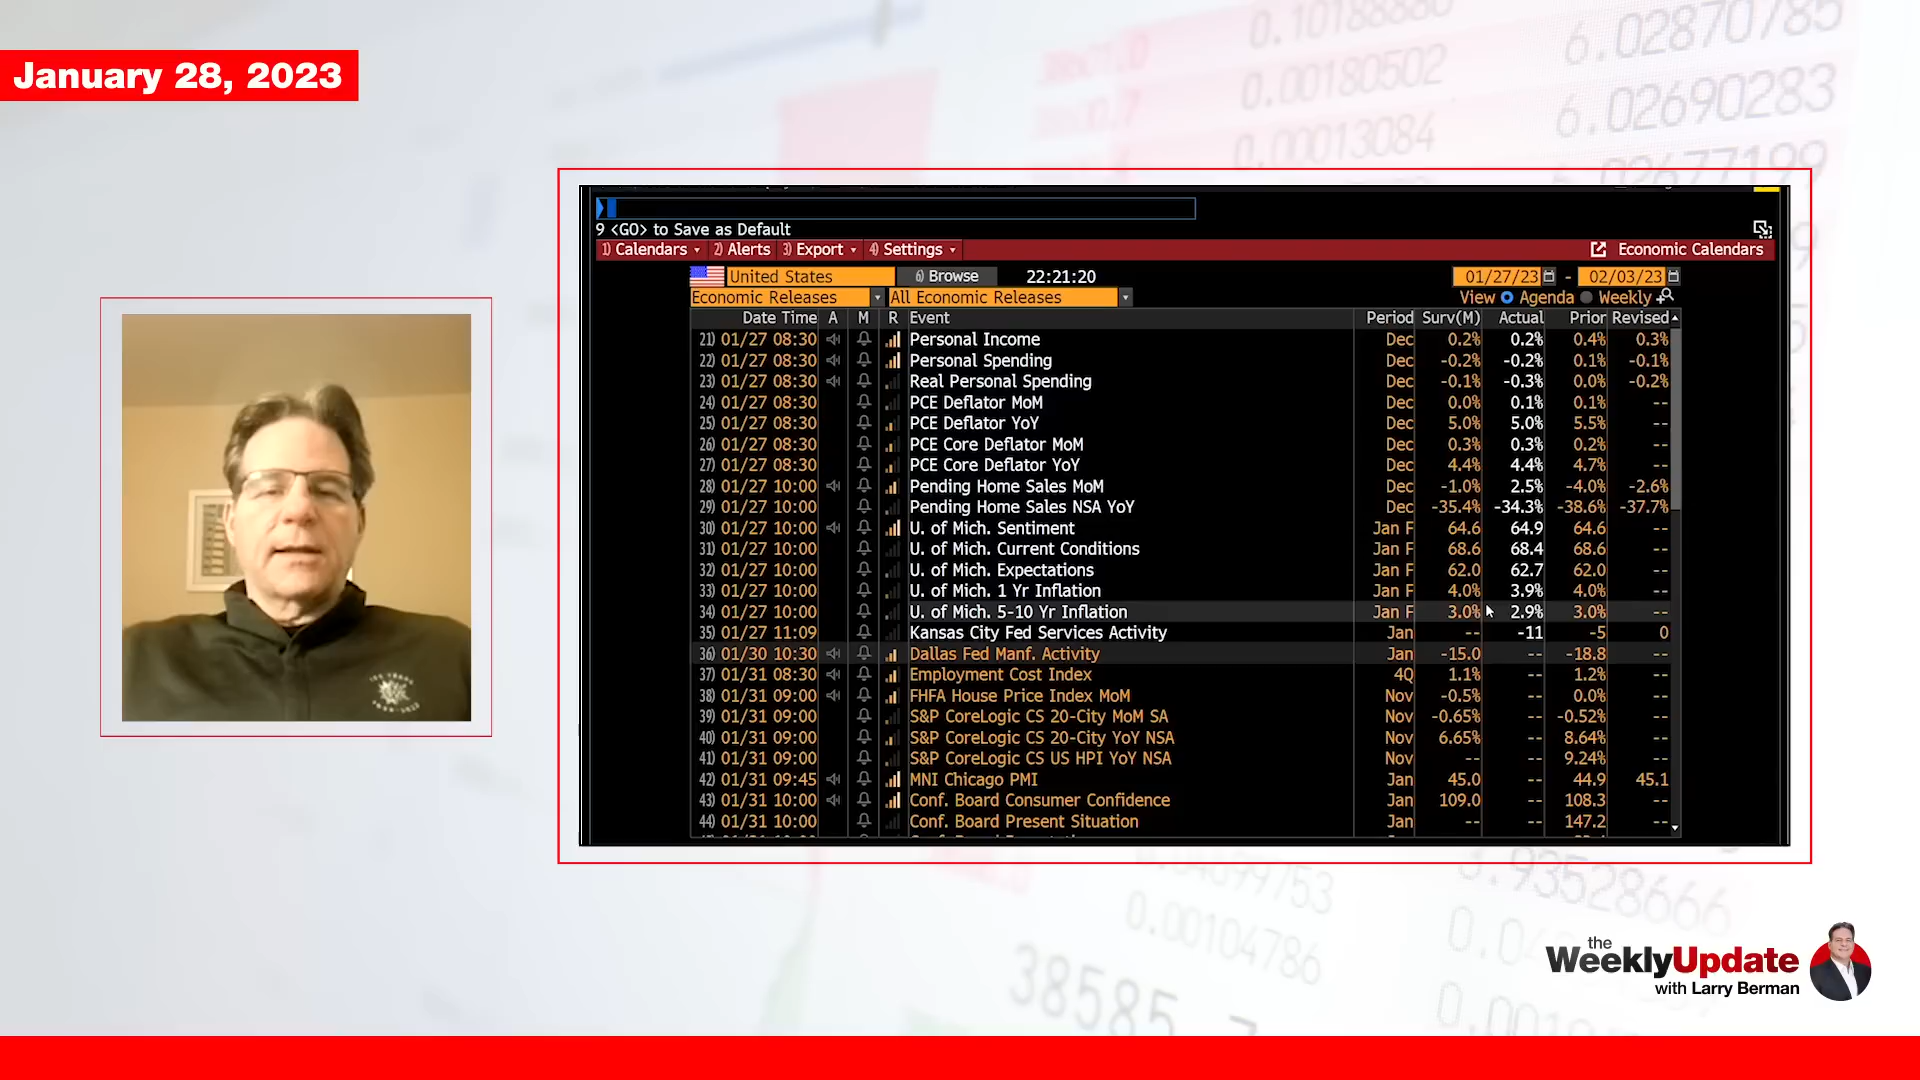 January 28, 2023
9 <GO> to Save as Default
1) Calendars 2) Alerts 3) Export 4) Settings Economic Calendars
United States 6) Browse 22:21:20 01/27/23 - 02/03/23
Economic Releases All Economic Releases View Agenda Weekly
Date Time A M R Event Period Surv(M) Actual Prior Revised
21) 01/27 08:30 Personal Income Dec 0.2% 0.2% 0.4% 0.3%
22) 01/27 08:30 Personal Spending Dec -0.2% -0.2% 0.1% -0.1%
23) 01/27 08:30 Real Personal Spending Dec -0.1% -0.3% 0.0% -0.2%
24) 01/27 08:30 PCE Deflator MoM Dec 0.0% 0.1% 0.1% --
25) 01/27 08:30 PCE Deflator YoY Dec 5.0% 5.0% 5.5% --
26) 01/27 08:30 PCE Core Deflator MoM Dec 0.3% 0.3% 0.2% --
27) 01/27 08:30 PCE Core Deflator YoY Dec 4.4% 4.4% 4.7% --
28) 01/27 10:00 Pending Home Sales MoM Dec -1.0% 2.5% -4.0% -2.6%
29) 01/27 10:00 Pending Home Sales NSA YoY Dec -35.4% -34.3% -38.6% -37.7%
30) 01/27 10:00 U. of Mich. Sentiment Jan F 64.6 64.9 64.6 --
31) 01/27 10:00 U. of Mich. Current Conditions Jan F 68.6 68.4 68.6 --
32) 01/27 10:00 U. of Mich. Expectations Jan F 62.0 62.7 62.0 --
33) 01/27 10:00 U. of Mich. 1 Yr Inflation Jan F 4.0% 3.9% 4.0% --
34) 01/27 10:00 U. of Mich. 5-10 Yr Inflation Jan F 3.0% 2.9% 3.0% --
35) 01/27 11:09 Kansas City Fed Services Activity Jan -- -11 -5 0
36) 01/30 10:30 Dallas Fed Manf. Activity Jan -15.0 -- -18.8 --
37) 01/31 08:30 Employment Cost Index 4Q 1.1% -- 1.2% --
38) 01/31 09:00 FHFA House Price Index MoM Nov -0.5% -- 0.0% --
39) 01/31 09:00 S&P CoreLogic CS 20-City MoM SA Nov -0.65% -- -0.52% --
40) 01/31 09:00 S&P CoreLogic CS 20-City YoY NSA Nov 6.65% -- 8.64% --
41) 01/31 09:00 S&P CoreLogic CS US HPI YoY NSA Nov -- -- 9.24% --
42) 01/31 09:45 MNI Chicago PMI Jan 45.0 -- 44.9 45.1
43) 01/31 10:00 Conf. Board Consumer Confidence Jan 109.0 -- 108.3 --
44) 01/31 10:00 Conf. Board Present Situation Jan -- -- 147.2 --
the
WeeklyUpdate
with Larry Berman
6.02870785
0.00180502
6.02690283
0.00013084
0.00104786